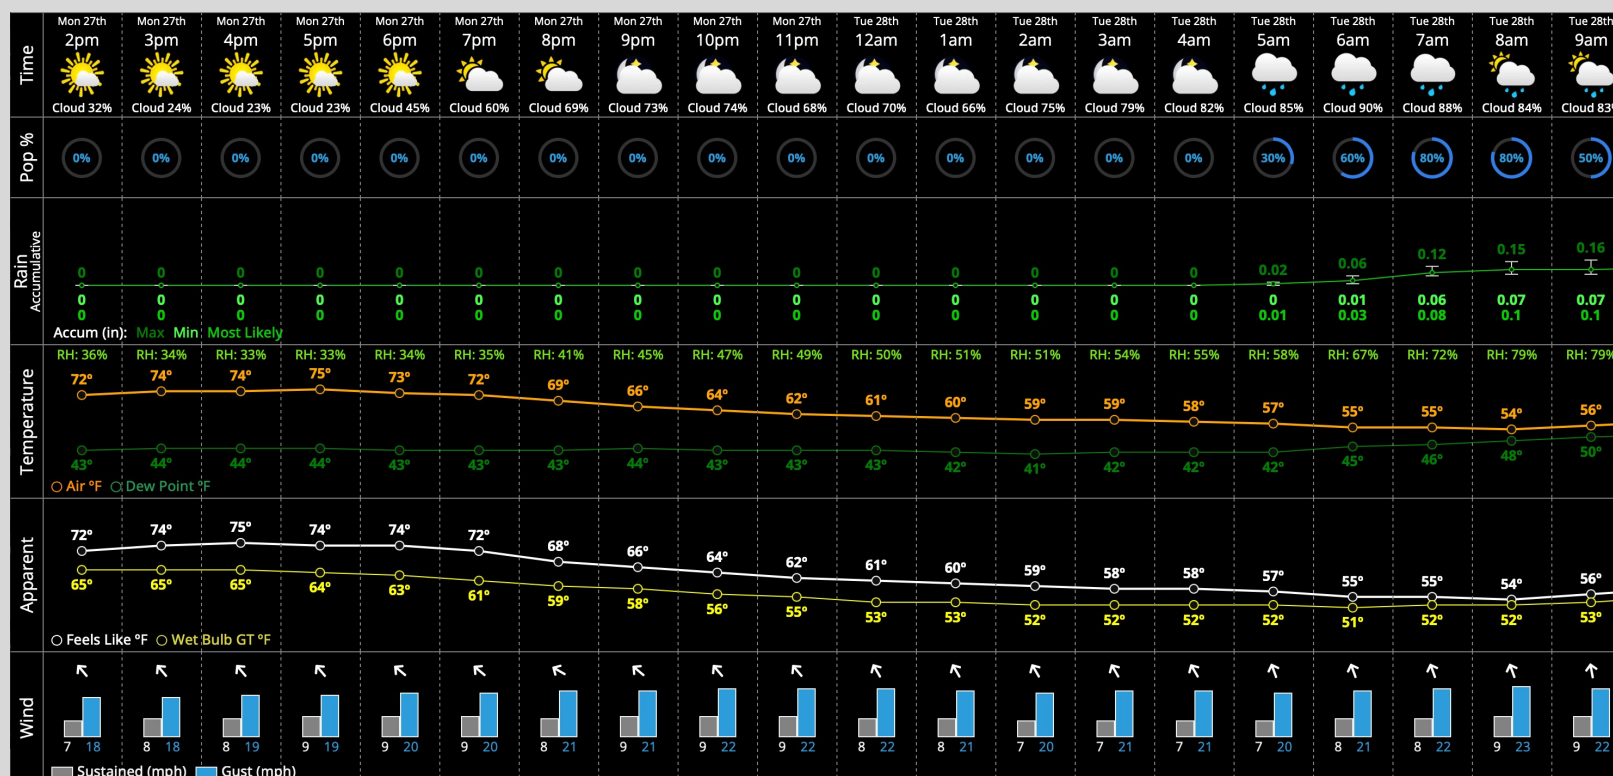 Mon 27th Mon 27th Mon 27th Mon 27th Mon 27th Mon 27th Mon 27th Mon 27th Mon 27th Mon 27th Tue 28th Tue 28th Tue 28th Tue 28th Tue 28th Tue 28th Tue 28th Tue 28th Tue 28th Tue 28th
2pm 3pm 4pm 5pm 6pm 7pm 8pm 9pm 10pm 11pm 12am 1am 2am 3am 4am 5am 6am 7am 8am 9am
Time
Cloud 32% Cloud 24% Cloud 23% Cloud 23% Cloud 45% Cloud 60% Cloud 69% Cloud 73% Cloud 74% Cloud 68% Cloud 70% Cloud 66% Cloud 75% Cloud 79% Cloud 82% Cloud 85% Cloud 90% Cloud 88% Cloud 84% Cloud 83%
Pop %
0% 0% 0% 0% 0% 0% 0% 0% 0% 0% 0% 0% 0% 0% 0% 30% 60% 80% 80% 50%
Rain
Accumulative
0 0 0 0 0 0 0 0 0 0 0 0 0 0 0 0.02 0.06 0.12 0.15 0.16
0 0 0 0 0 0 0 0 0 0 0 0 0 0 0 0 0.01 0.06 0.07 0.07
0 0 0 0 0 0 0 0 0 0 0 0 0 0 0 0.01 0.03 0.08 0.1 0.1
Accum (in): Max Min Most Likely
Temperature
RH: 36% RH: 34% RH: 33% RH: 33% RH: 34% RH: 35% RH: 41% RH: 45% RH: 47% RH: 49% RH: 50% RH: 51% RH: 51% RH: 54% RH: 55% RH: 58% RH: 67% RH: 72% RH: 79% RH: 79%
72° 74° 74° 75° 73° 72° 69° 66° 64° 62° 61° 60° 59° 59° 58° 57° 55° 55° 54° 56°
43° 44° 44° 44° 43° 43° 43° 44° 43° 43° 43° 42° 41° 42° 42° 42° 45° 46° 48° 50°
Air °F Dew Point °F
Apparent
72° 74° 75° 74° 74° 72° 68° 66° 64° 62° 61° 60° 59° 58° 58° 57° 55° 55° 54° 56°
65° 65° 65° 64° 63° 61° 59° 58° 56° 55° 53° 53° 52° 52° 52° 52° 51° 52° 52° 53°
Feels Like °F Wet Bulb GT °F
Wind
7 18 8 18 8 19 9 19 9 20 9 20 8 21 9 21 9 22 9 22 8 22 8 21 7 20 7 21 7 21 7 20 8 21 8 22 9 23 9 22
Sustained (mph) Gust (mph)